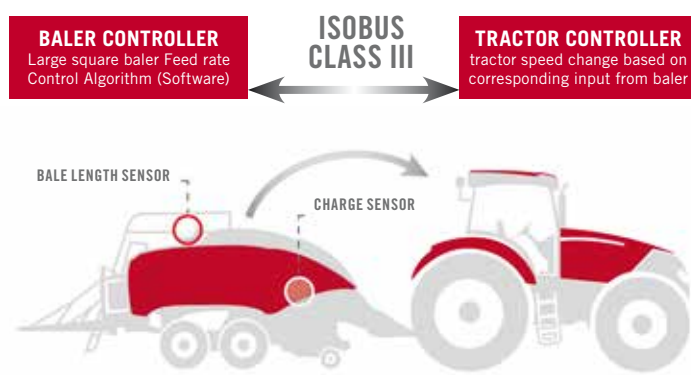 BALER CONTROLLER
Large square baler Feed rate
Control Algorithm (Software)
ISOBUS
CLASS III
TRACTOR CONTROLLER
tractor speed change based on
corresponding input from baler
BALE LENGTH SENSOR
CHARGE SENSOR